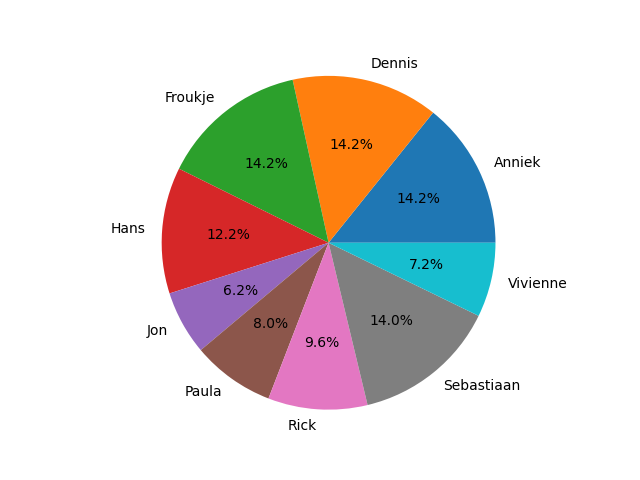 Dennis
Froukje
14.2%
Anniek
14.2%
14.2%
Hans
12.2%
7.2%
Vivienne
6.2%
8.0%
14.0%
Jon
9.6%
Paula
Sebastiaan
Rick